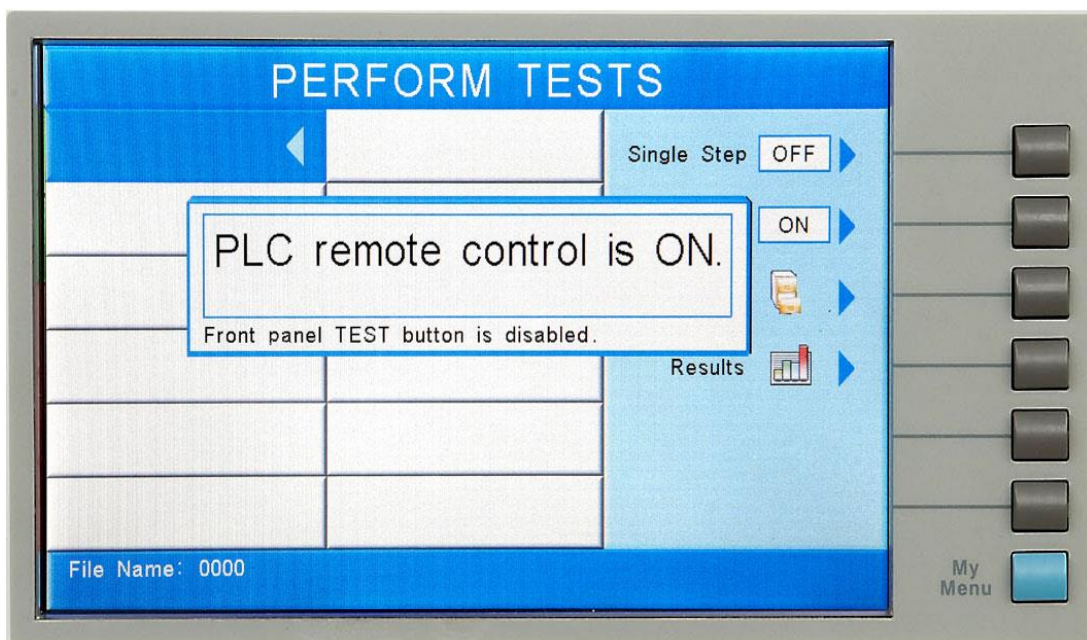 PERFORM TESTS
Single Step OFF
ON
PLC remote control is ON.
Front panel TEST button is disabled.
Results
File Name: 0000
My
Menu